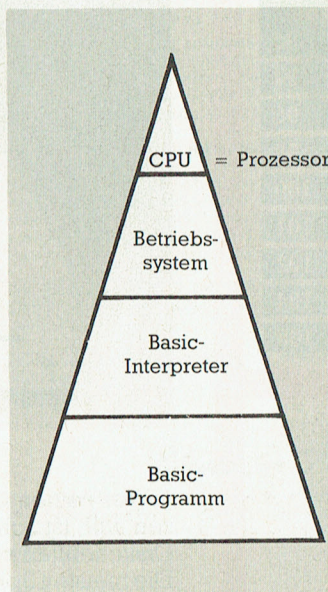 CPU = Prozessor
Betriebs-
system
Basic-
Interpreter
Basic-
Programm